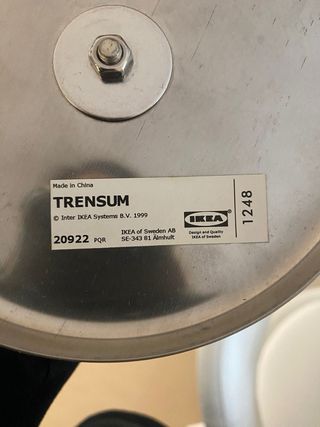 Made in China
TRENSUM
© Inter IKEA Systems B.V. 1999
20922 PQR
IKEA of Sweden AB
SE-343 81 Älmhult
IKEA
Design and Quality
IKEA of Sweden
1248